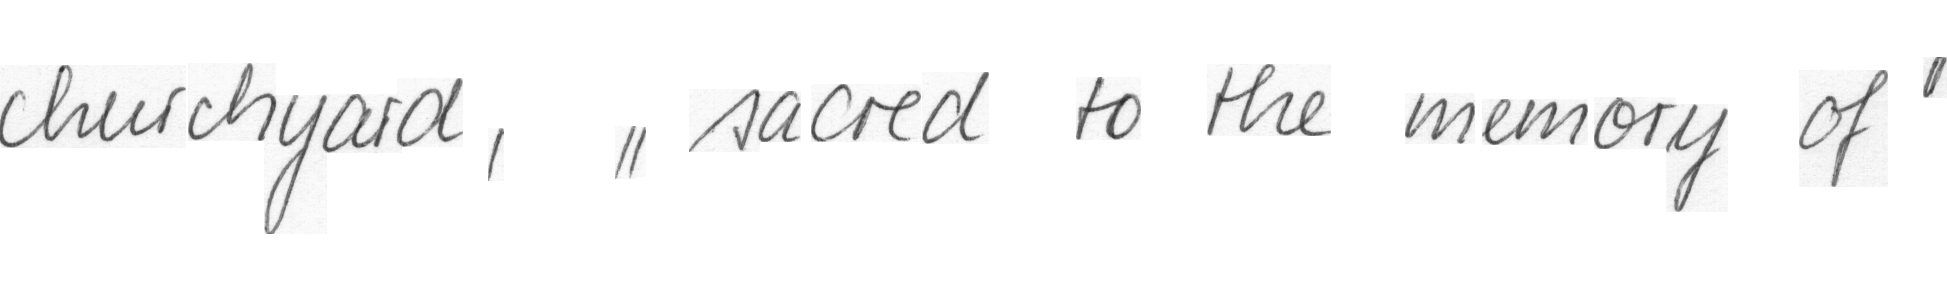 churchyard, „sacred to the memory of"